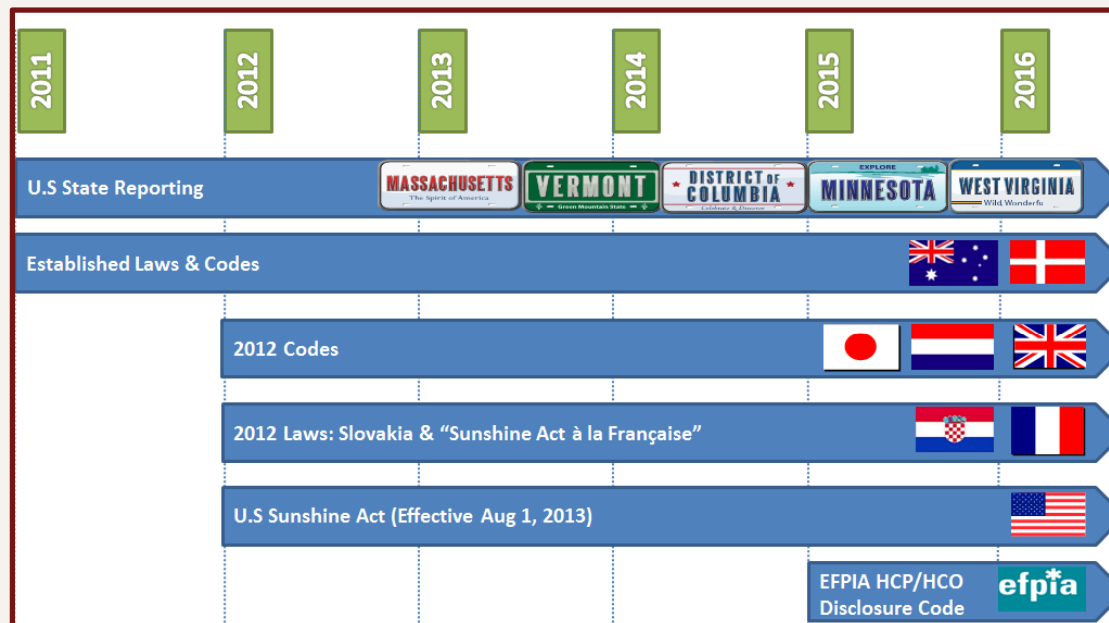 2011
2012
2013
2014
2015
2016
U.S State Reporting
MASSACHUSETTS
The Spirit of America
VERMONT
Green Mountain State
DISTRICT OF
COLUMBIA
Celebrate & Discover
EXPLORE
MINNESOTA
WEST VIRGINIA
Wild, Wonderfu
Established Laws & Codes
2012 Codes
2012 Laws: Slovakia & “Sunshine Act à la Française”
U.S Sunshine Act (Effective Aug 1, 2013)
EFPIA HCP/HCO
Disclosure Code
efpia